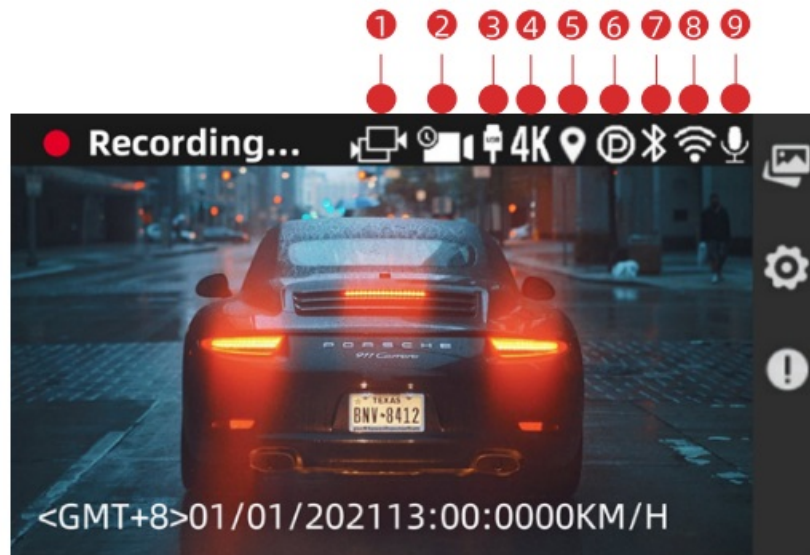 1 2 3 4 5 6 7 8 9
Recording... 4K P
PORSCHE
911 Carrera
TEXAS
BNV★8412
<GMT+8>01/01/202113:00:0000KM/H